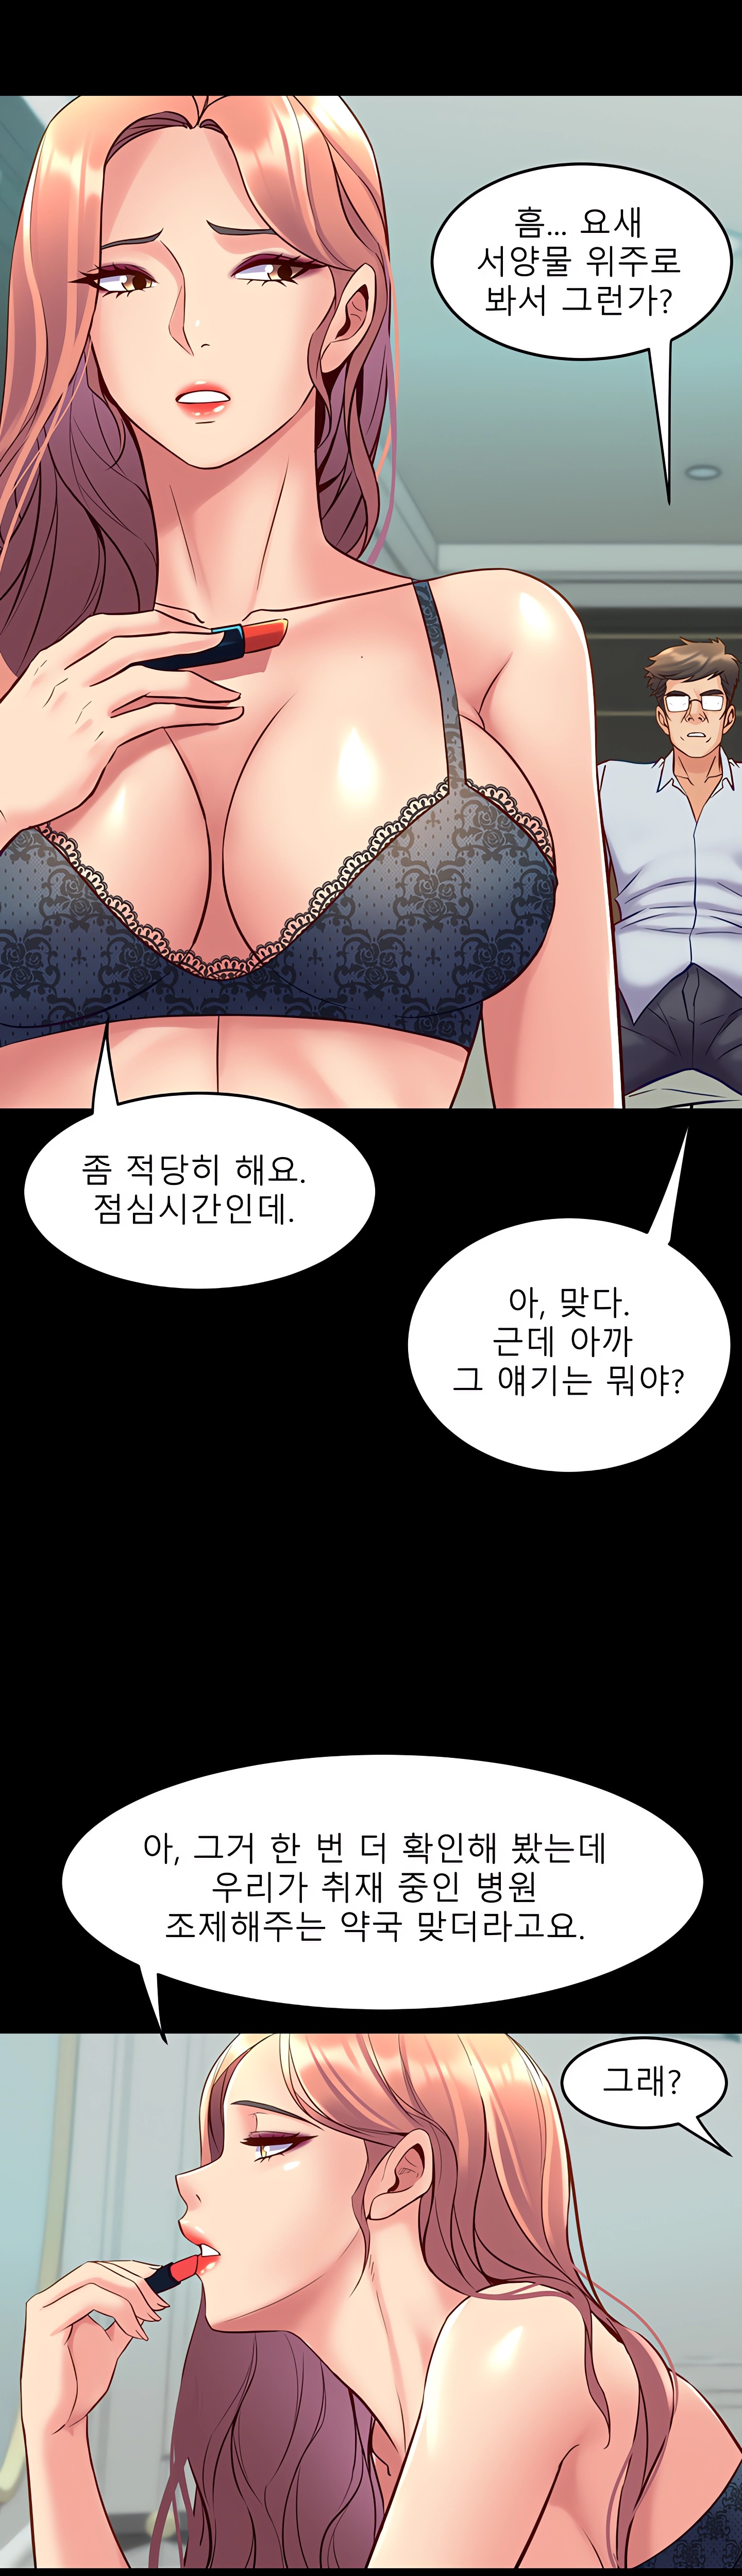 흠... 요새
서양물 위주로
봐서 그런가?
좀 적당히 해요.
점심시간인데.
아, 맞다.
근데 아까
그 얘기는 뭐야?
아, 그거 한 번 더 확인해 봤는데
우리가 취재 중인 병원
조제해주는 약국 맞더라고요.
그래?